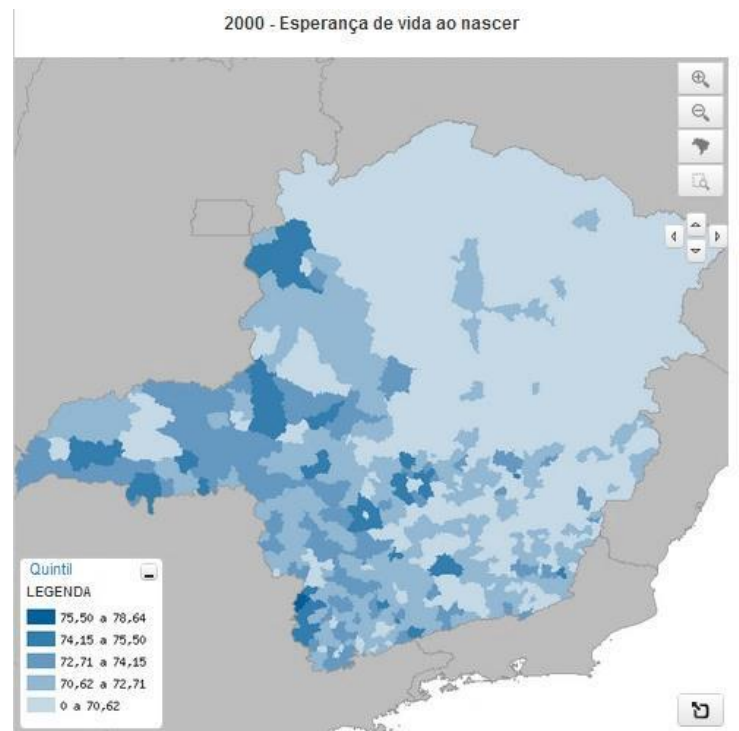 2000 - Esperança de vida ao nascer
Quintil
LEGENDA
75,50 a 78,64
74,15 a 75,50
72,71 a 74,15
70,62 a 72,71
0 a 70,62